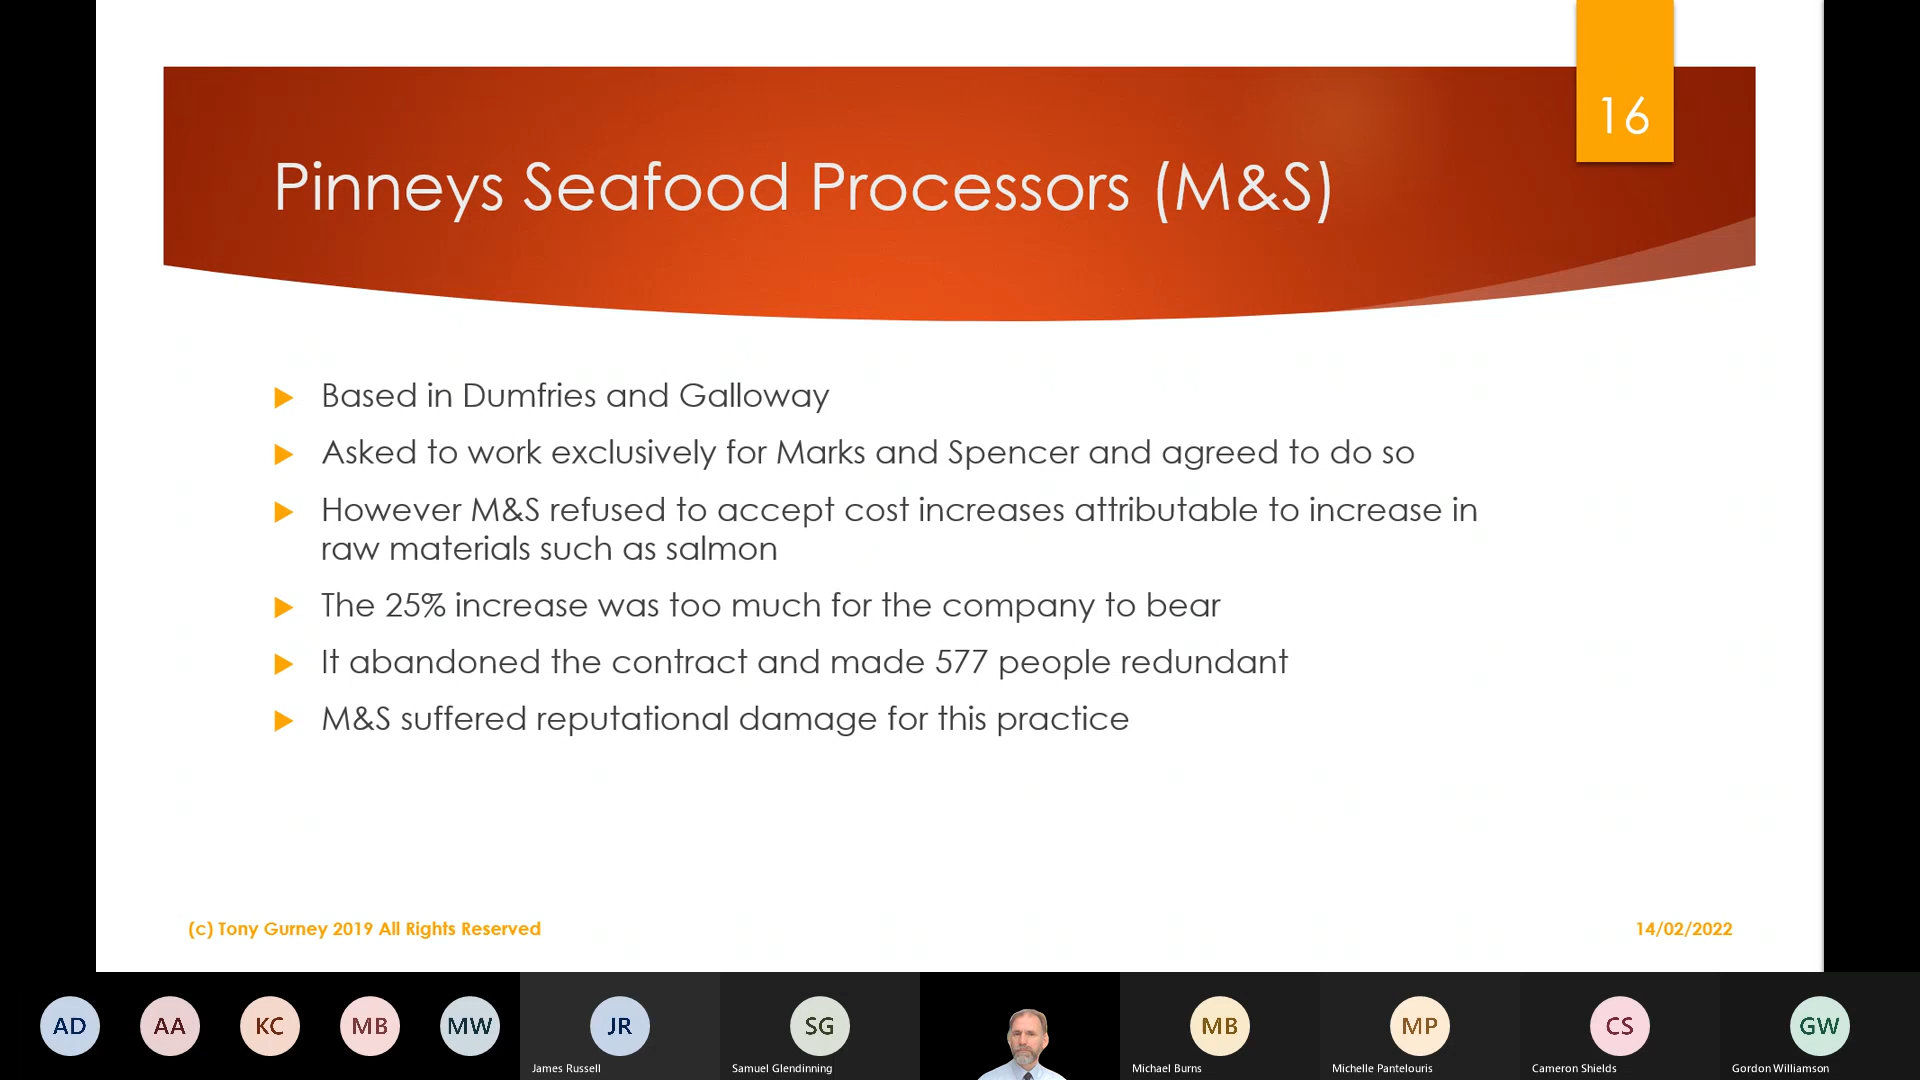 16
Pinneys Seafood Processors (M&S)
Based in Dumfries and Galloway
Asked to work exclusively for Marks and Spencer and agreed to do so
However M&S refused to accept cost increases attributable to increase in
raw materials such as salmon
The 25% increase was too much for the company to bear
It abandoned the contract and made 577 people redundant
M&S suffered reputational damage for this practice
(c) Tony Gurney 2019 All Rights Reserved
14/02/2022
AD
AA
KC
MB
MW
JR
James Russell
SG
Samuel Glendinning
MB
Michael Burns
MP
Michelle Pantelouris
CS
Cameron Shields
GW
Gordon Williamson